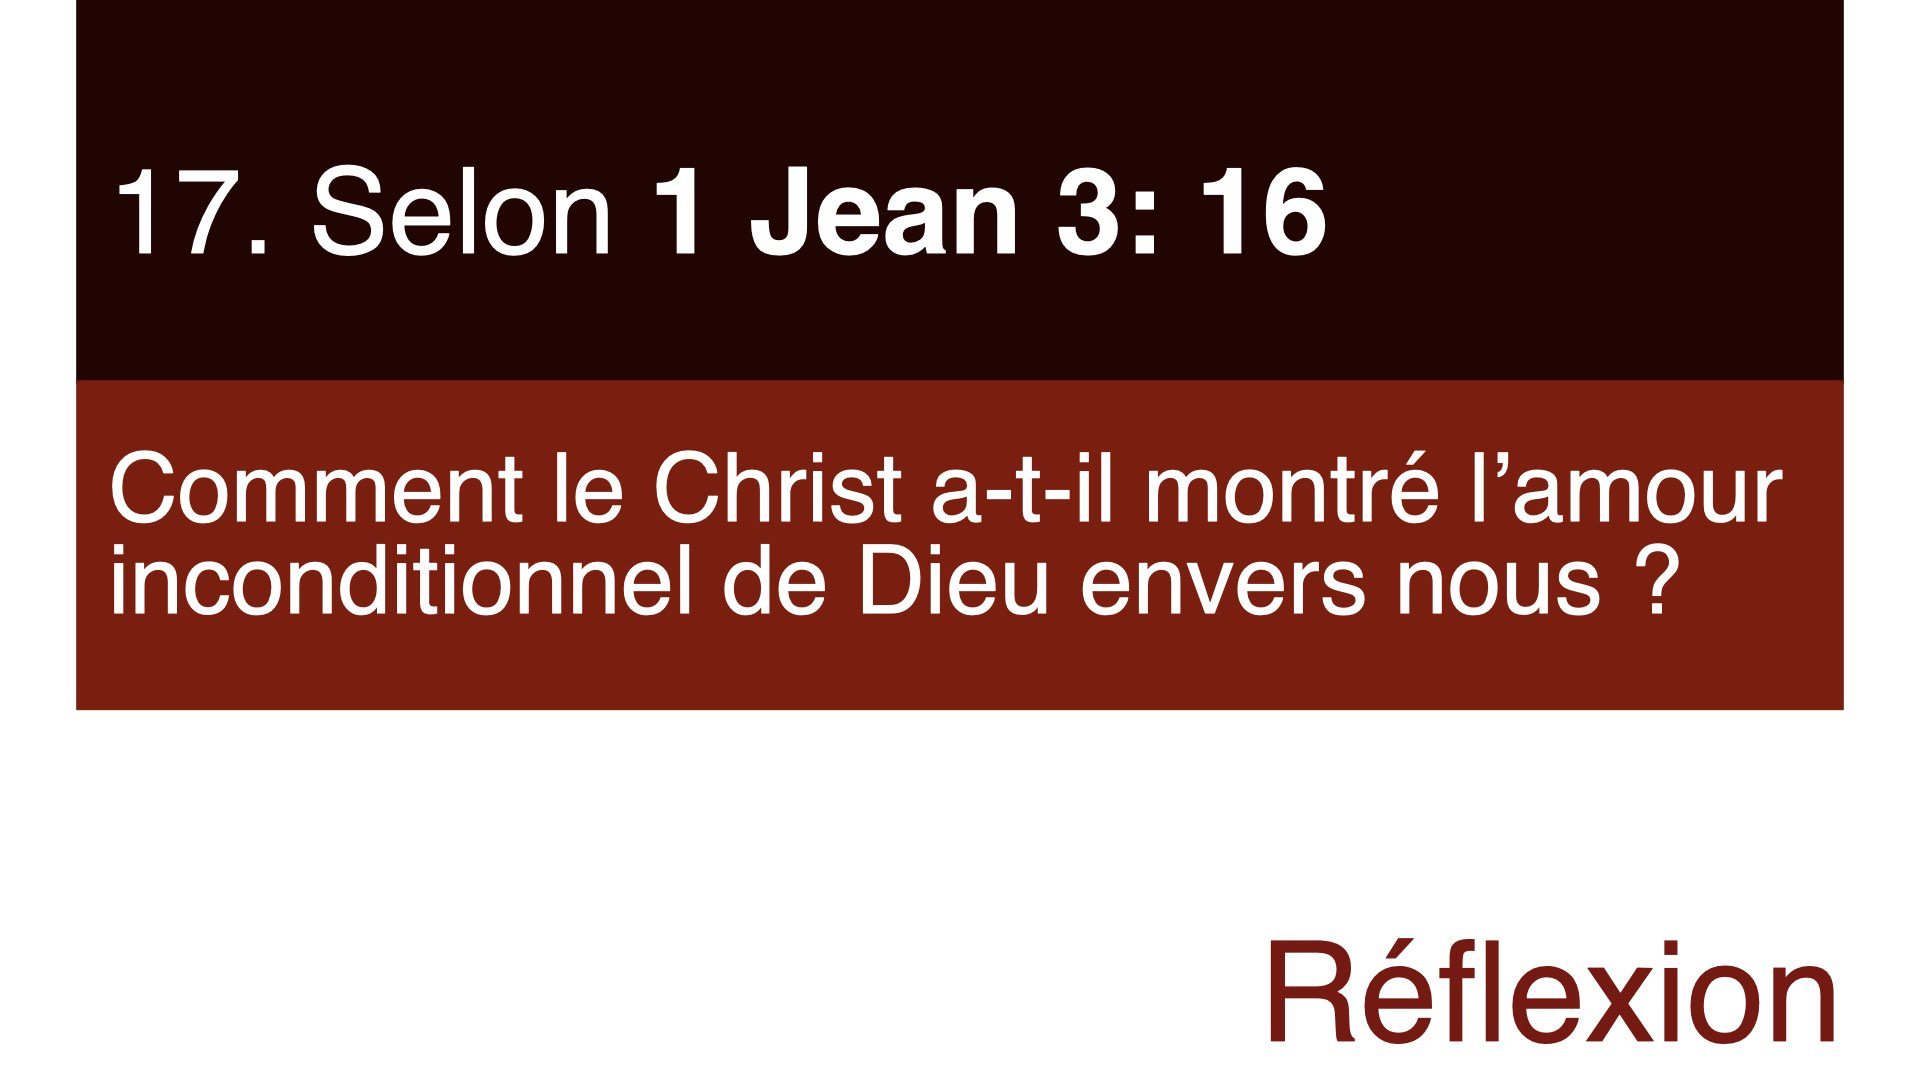 17. Selon 1 Jean 3: 16
Comment le Christ a-t-il montré l’amour
inconditionnel de Dieu envers nous ?
Réflexion